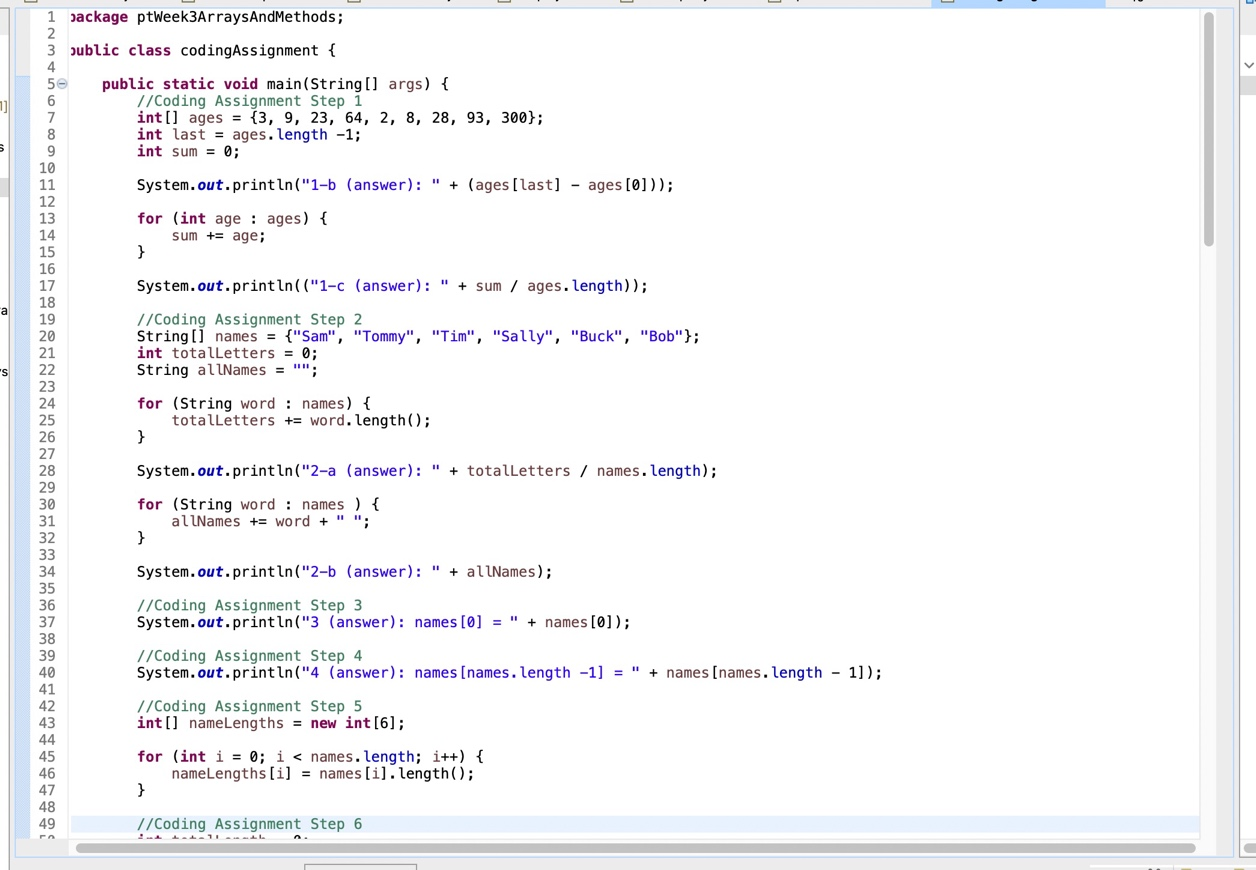 1 package ptWeek3ArraysAndMethods;
2
3 public class codingAssignment {
4
5 public static void main(String[] args) {
6 //Coding Assignment Step 1
7 int[] ages = {3, 9, 23, 64, 2, 8, 28, 93, 300};
8 int last = ages.length -1;
9 int sum = 0;
10
11 System.out.println("1-b (answer): " + (ages[last] - ages[0]));
12
13 for (int age : ages) {
14 sum += age;
15 }
16
17 System.out.println(("1-c (answer): " + sum / ages.length));
18
19 //Coding Assignment Step 2
20 String[] names = {"Sam", "Tommy", "Tim", "Sally", "Buck", "Bob"};
21 int totalLetters = 0;
22 String allNames = "";
23
24 for (String word : names) {
25 totalLetters += word.length();
26 }
27
28 System.out.println("2-a (answer): " + totalLetters / names.length);
29
30 for (String word : names ) {
31 allNames += word + " ";
32 }
33
34 System.out.println("2-b (answer): " + allNames);
35
36 //Coding Assignment Step 3
37 System.out.println("3 (answer): names[0] = " + names[0]);
38
39 //Coding Assignment Step 4
40 System.out.println("4 (answer): names[names.length -1] = " + names[names.length - 1]);
41
42 //Coding Assignment Step 5
43 int[] nameLengths = new int[6];
44
45 for (int i = 0; i < names.length; i++) {
46 nameLengths[i] = names[i].length();
47 }
48
49 //Coding Assignment Step 6